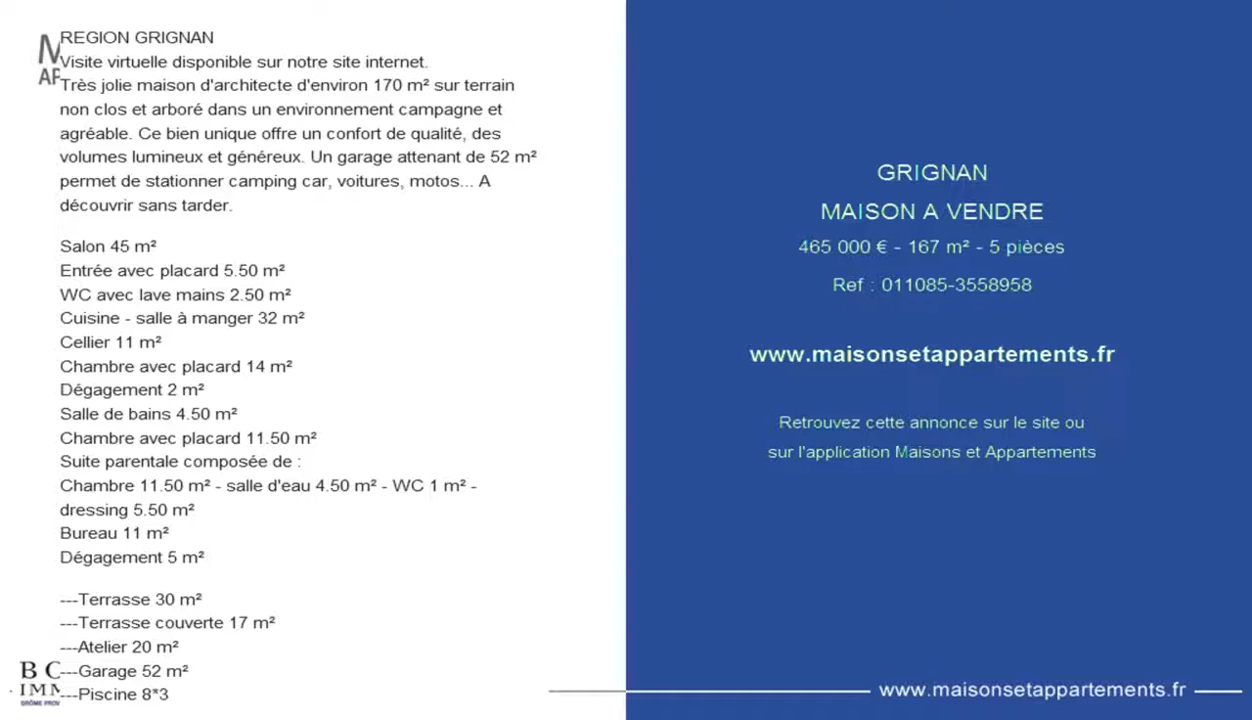 REGION GRIGNAN
Visite virtuelle disponible sur notre site internet.
Très jolie maison d'architecte d'environ 170 m² sur terrain
non clos et arboré dans un environnement campagne et
agréable. Ce bien unique offre un confort de qualité, des
volumes lumineux et généreux. Un garage attenant de 52 m²
permet de stationner camping car, voitures, motos... A
découvrir sans tarder.
Salon 45 m²
Entrée avec placard 5.50 m²
WC avec lave mains 2.50 m²
Cuisine - salle à manger 32 m²
Cellier 11 m²
Chambre avec placard 14 m²
Dégagement 2 m²
Salle de bains 4.50 m²
Chambre avec placard 11.50 m²
Suite parentale composée de :
Chambre 11.50 m² - salle d'eau 4.50 m² - WC 1 m² -
dressing 5.50 m²
Bureau 11 m²
Dégagement 5 m²
---Terrasse 30 m²
---Terrasse couverte 17 m²
---Atelier 20 m²
---Garage 52 m²
---Piscine 8*3
GRIGNAN
MAISON A VENDRE
465 000 € - 167 m² - 5 pièces
Ref : 011085-3558958
www.maisonsetappartements.fr
Retrouvez cette annonce sur le site ou
sur l'application Maisons et Appartements
www.maisonsetappartements.fr